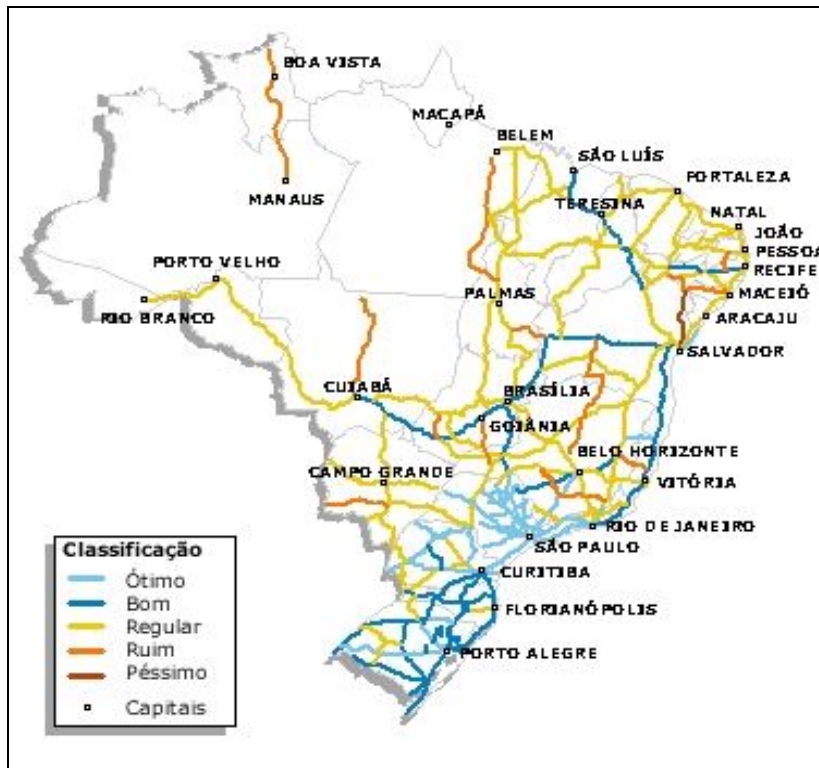 BOA VISTA
MACAPÁ
BELEM
SÃO LUÍS
FORTALEZA
MANAUS
TERESINA
NATAL
JOÃO
PESSOA
PORTO VELHO
RECIFE
PALMAS
MACEIÓ
RIO BRANCO
ARACAJU
SALVADOR
CUIABÁ
BRASÍLIA
GOIÂNIA
BELO HORIZONTE
CAMPO GRANDE
VITÓRIA
RIO DE JANEIRO
SÃO PAULO
CURITIBA
FLORIANÓPOLIS
PORTO ALEGRE
Classificação
Ótimo
Bom
Regular
Ruim
Péssimo
Capitais